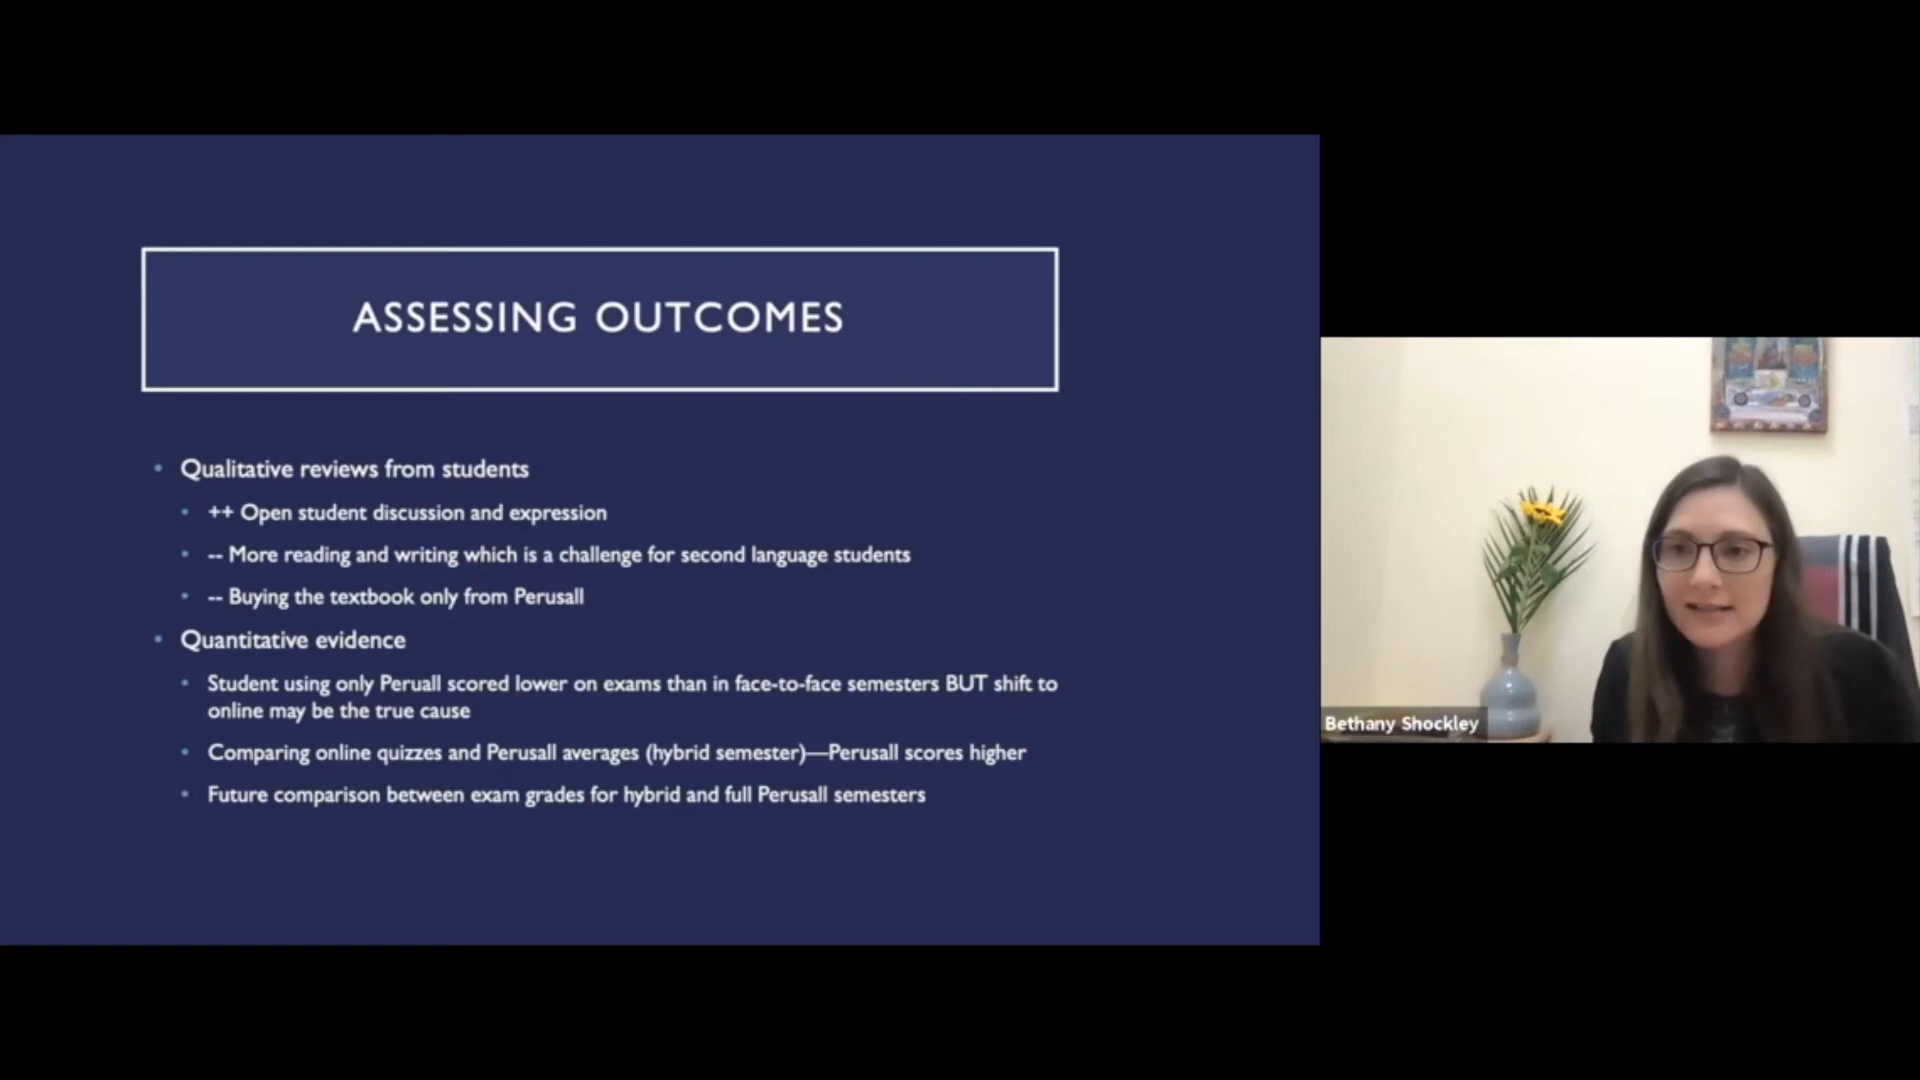 ASSESSING OUTCOMES
• Qualitative reviews from students
• ++ Open student discussion and expression
• -- More reading and writing which is a challenge for second language students
• -- Buying the textbook only from Perusall
• Quantitative evidence
• Student using only Peruall scored lower on exams than in face-to-face semesters BUT shift to
online may be the true cause
• Comparing online quizzes and Perusall averages (hybrid semester)—Perusall scores higher
• Future comparison between exam grades for hybrid and full Perusall semesters
Bethany Shockley